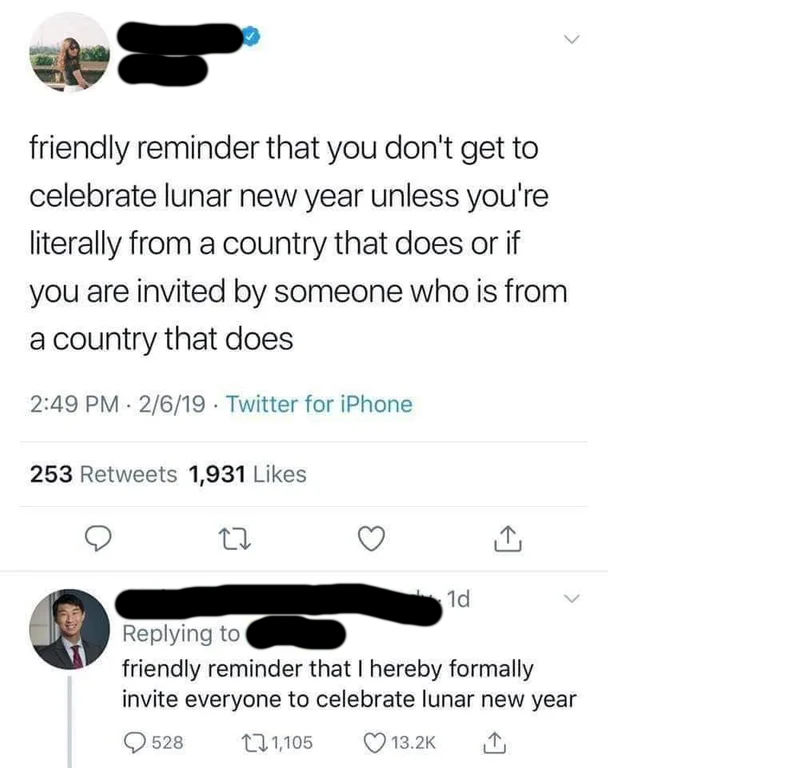 friendly reminder that you don't get to
celebrate lunar new year unless you're
literally from a country that does or if
you are invited by someone who is from
a country that does
2:49 PM · 2/6/19 · Twitter for iPhone
253 Retweets 1,931 Likes
1d
Replying to
friendly reminder that I hereby formally
invite everyone to celebrate lunar new year
528 1,105 13.2K